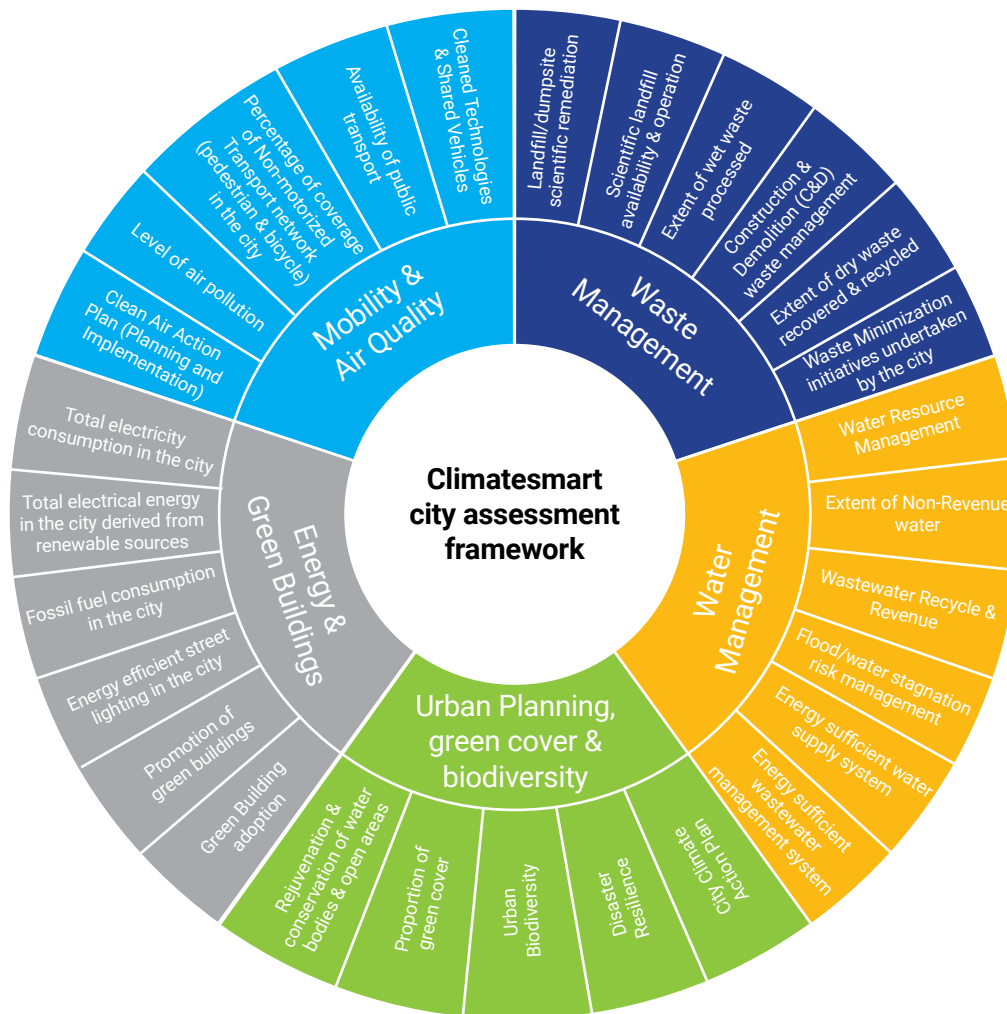 Climatesmart
city assessment
framework
Waste
Management
Landfill/dumpsite
scientific remediation
Scientific landfill
availability & operation
Extent of wet waste
processed
Construction &
Demolition (C&D)
waste management
Extent of dry waste
recovered & recycled
Waste Minimization
initiatives undertaken
by the city
Water
Management
Water Resource
Management
Extent of Non-Revenue
water
Wastewater Recycle &
Revenue
Flood/water stagnation
risk management
Energy sufficient water
supply system
Energy sufficient
wastewater
management system
Urban Planning,
green cover &
biodiversity
City Climate
Action Plan
Disaster
Resilience
Urban
Biodiversity
Proportion of
green cover
Rejuvenation &
conservation of water
bodies & open areas
Energy &
Green Buildings
Green Building
adoption
Promotion of
green buildings
Energy efficient street
lighting in the city
Fossil fuel consumption
in the city
Total electrical energy
in the city derived from
renewable sources
Total electricity
consumption in the city
Mobility &
Air Quality
Clean Air Action
Plan (Planning and
Implementation)
Level of air pollution
Percentage of coverage
of Non-motorized
Transport network
(pedestrian & bicycle)
in the city
Availability of public
transport
Cleaned Technologies
& Shared Vehicles